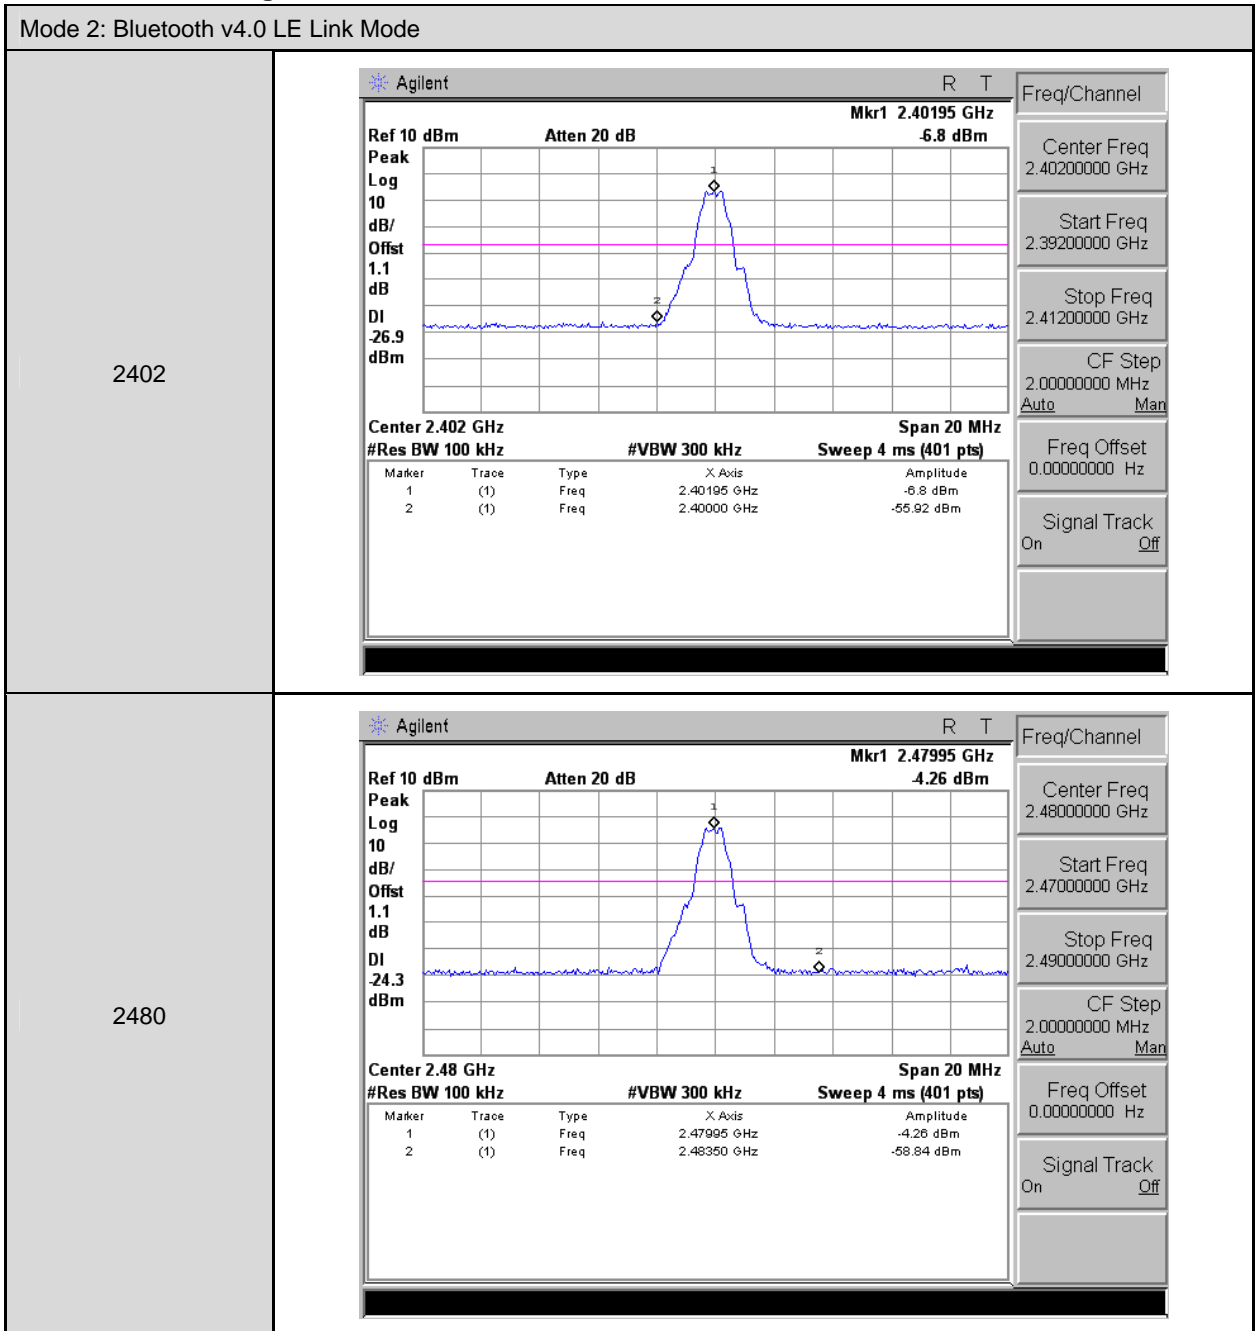 Mode 2: Bluetooth v4.0 LE Link Mode
2402
Agilent R T
Mkr1 2.40195 GHz
Ref 10 dBm Atten 20 dB -6.8 dBm
Peak
Log
10
dB/
Offst
1.1
dB
DI
-26.9
dBm
1
2
Center 2.402 GHz Span 20 MHz
#Res BW 100 kHz #VBW 300 kHz Sweep 4 ms (401 pts)
Marker Trace Type X Axis Amplitude
1 (1) Freq 2.40195 GHz -6.8 dBm
2 (1) Freq 2.40000 GHz -55.92 dBm
Freq/Channel
Center Freq
2.40200000 GHz
Start Freq
2.39200000 GHz
Stop Freq
2.41200000 GHz
CF Step
2.00000000 MHz
Auto Man
Freq Offset
0.00000000 Hz
Signal Track
On Off
2480
Agilent R T
Mkr1 2.47995 GHz
Ref 10 dBm Atten 20 dB -4.26 dBm
Peak
Log
10
dB/
Offst
1.1
dB
DI
-24.3
dBm
1
2
Center 2.48 GHz Span 20 MHz
#Res BW 100 kHz #VBW 300 kHz Sweep 4 ms (401 pts)
Marker Trace Type X Axis Amplitude
1 (1) Freq 2.47995 GHz -4.26 dBm
2 (1) Freq 2.48350 GHz -58.84 dBm
Freq/Channel
Center Freq
2.48000000 GHz
Start Freq
2.47000000 GHz
Stop Freq
2.49000000 GHz
CF Step
2.00000000 MHz
Auto Man
Freq Offset
0.00000000 Hz
Signal Track
On Off